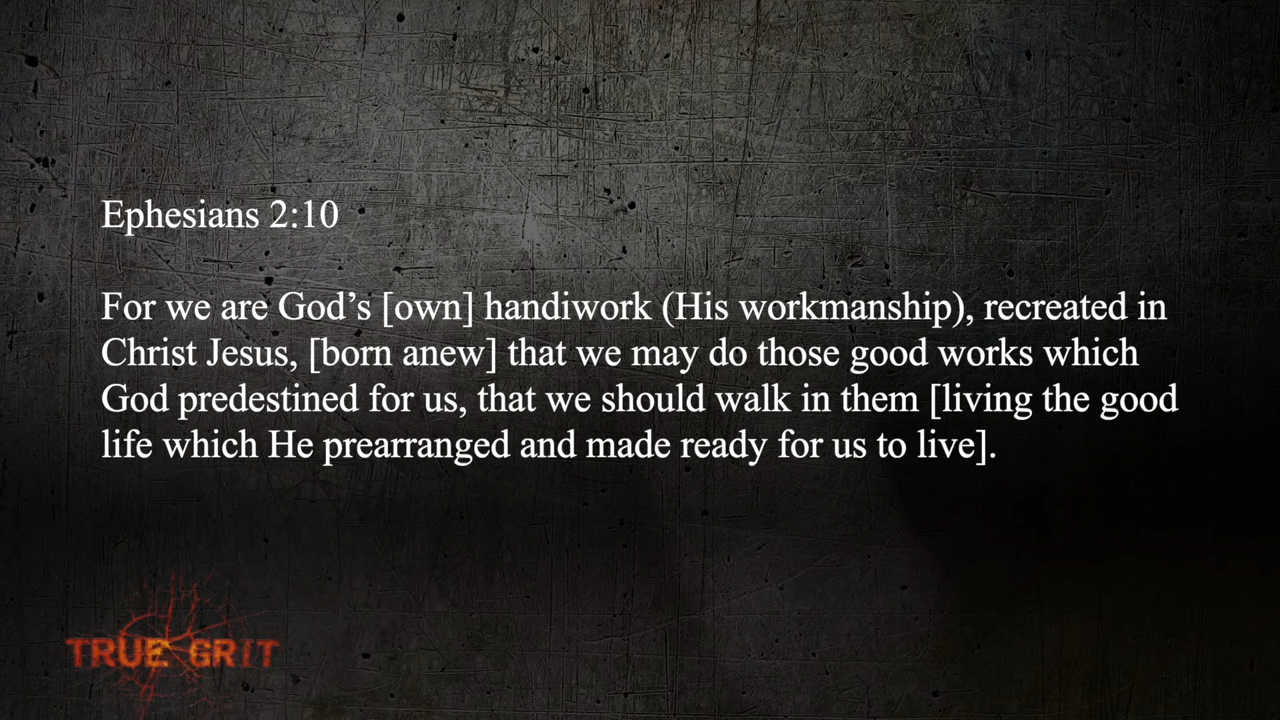 Ephesians 2:10
For we are God’s [own] handiwork (His workmanship), recreated in
Christ Jesus, [born anew] that we may do those good works which
God predestined for us, that we should walk in them [living the good
life which He prearranged and made ready for us to live].
TRUE GRIT